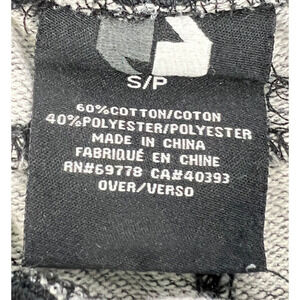 S/P
60%COTTON/COTON
40%POLYESTER/POLYESTER
MADE IN CHINA
FABRIQUÉ EN CHINE
RN#69778 CA#40393
OVER/VERSO